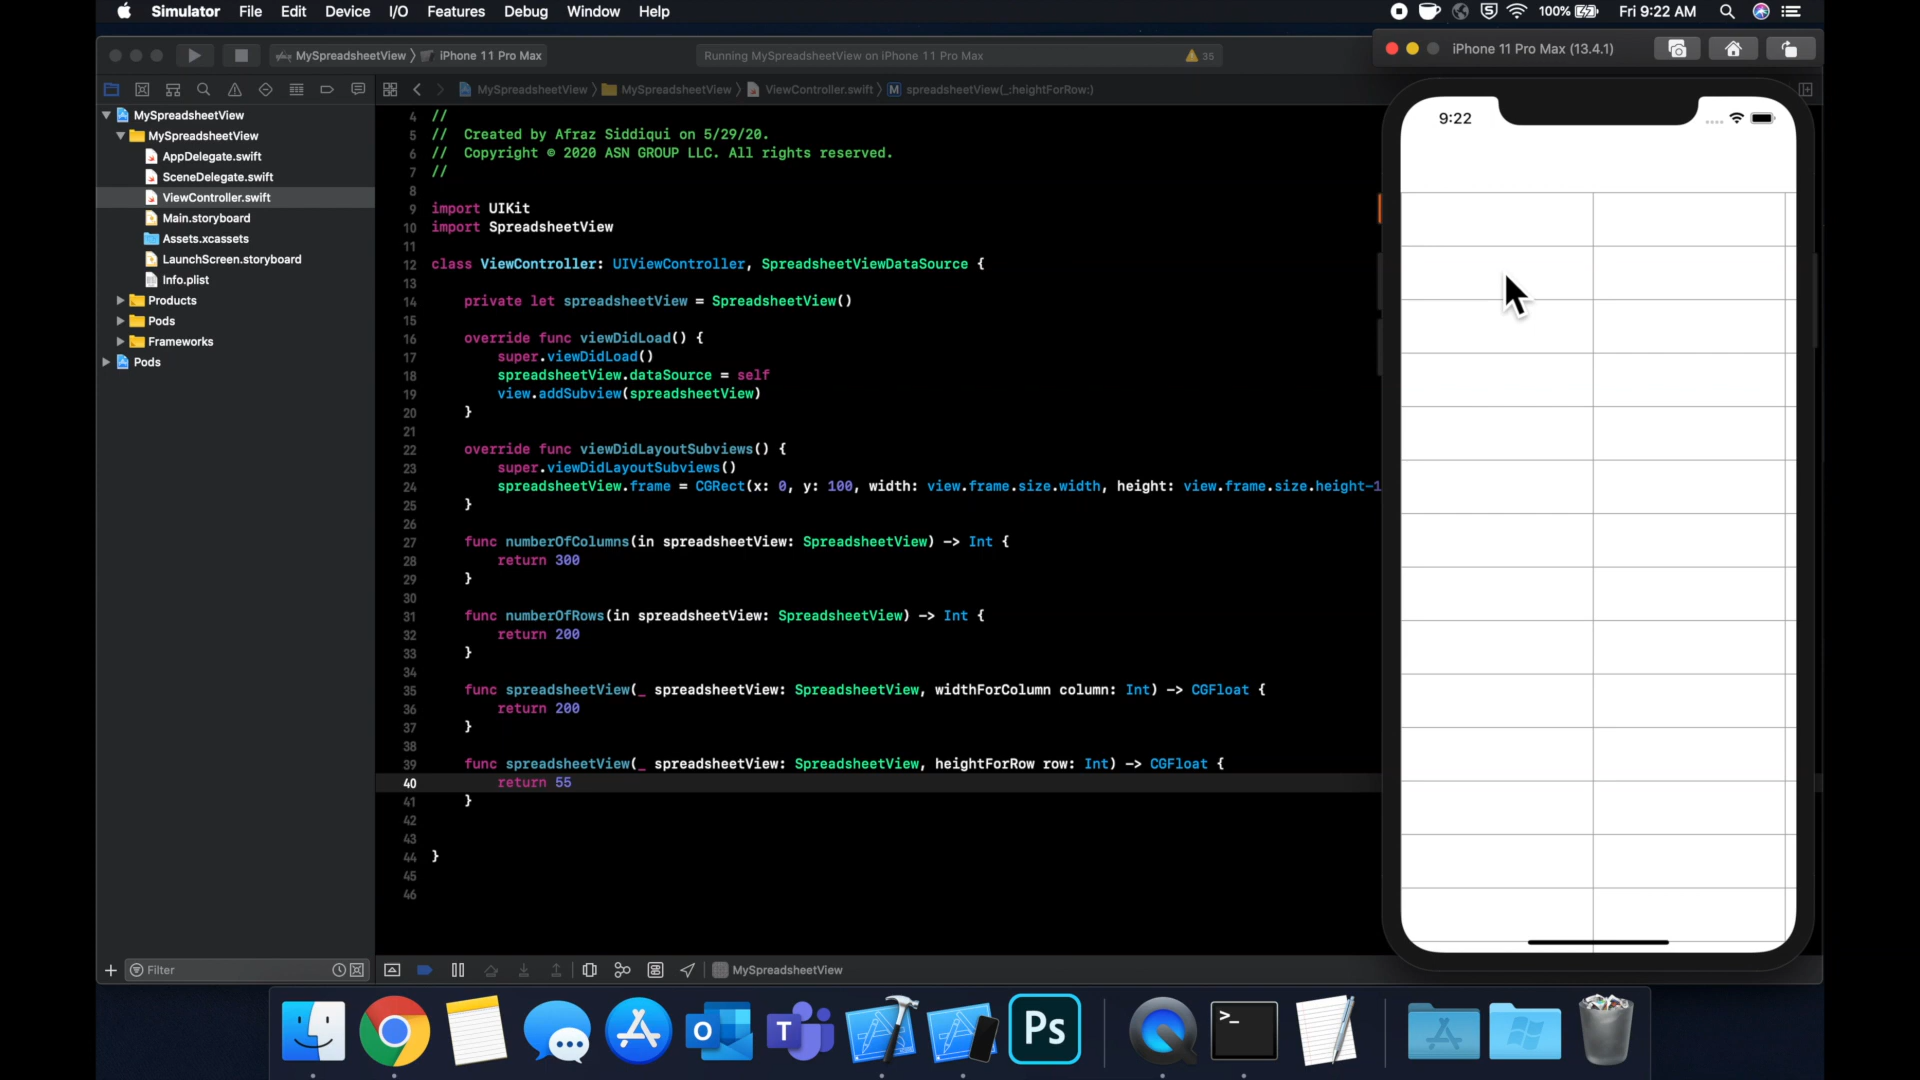 Simulator File Edit Device I/O Features Debug Window Help
100% Fri 9:22 AM
MySpreadsheetView iPhone 11 Pro Max
Running MySpreadsheetView on iPhone 11 Pro Max
35
iPhone 11 Pro Max (13.4.1)
MySpreadsheetView
MySpreadsheetView
AppDelegate.swift
SceneDelegate.swift
ViewController.swift
Main.storyboard
Assets.xcassets
LaunchScreen.storyboard
Info.plist
Products
Pods
Frameworks
Pods
Filter
MySpreadsheetView MySpreadsheetView ViewController.swift M spreadsheetView(_:heightForRow:)
4 //
5 // Created by Afraz Siddiqui on 5/29/20.
6 // Copyright © 2020 ASN GROUP LLC. All rights reserved.
7 //
8
9 import UIKit
10 import SpreadsheetView
11
12 class ViewController: UIViewController, SpreadsheetViewDataSource {
13
14 private let spreadsheetView = SpreadsheetView()
15
16 override func viewDidLoad() {
17 super.viewDidLoad()
18 spreadsheetView.dataSource = self
19 view.addSubview(spreadsheetView)
20 }
21
22 override func viewDidLayoutSubviews() {
23 super.viewDidLayoutSubviews()
24 spreadsheetView.frame = CGRect(x: 0, y: 100, width: view.frame.size.width, height: view.frame.size.height-1
25 }
26
27 func numberOfColumns(in spreadsheetView: SpreadsheetView) -> Int {
28 return 300
29 }
30
31 func numberOfRows(in spreadsheetView: SpreadsheetView) -> Int {
32 return 200
33 }
34
35 func spreadsheetView(_ spreadsheetView: SpreadsheetView, widthForColumn column: Int) -> CGFloat {
36 return 200
37 }
38
39 func spreadsheetView(_ spreadsheetView: SpreadsheetView, heightForRow row: Int) -> CGFloat {
40 return 55
41 }
42
43
44 }
45
46
MySpreadsheetView
9:22
O
T
Ps
>_